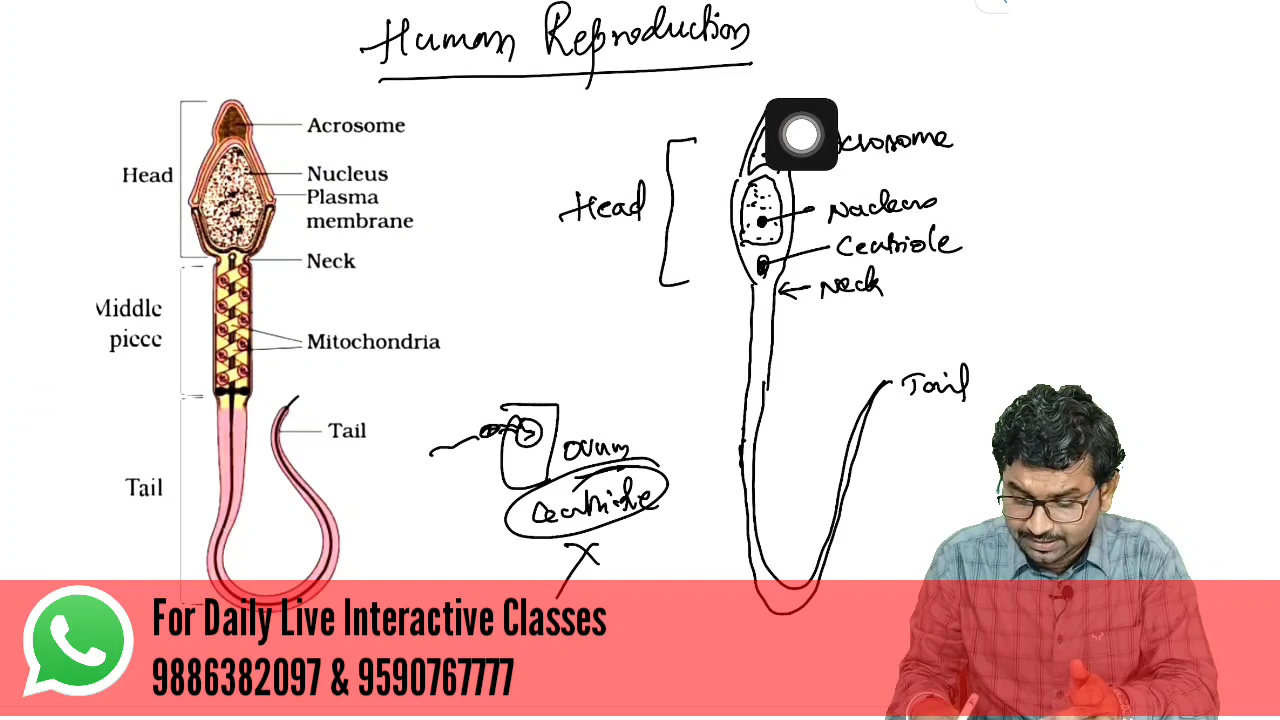 Human Reproduction
Acrosome
Head
Nucleus
Plasma
membrane
Neck
Middle
piece
Mitochondria
Tail
Tail
crosome
Head
Nucleus
Centriole
Neck
Tail
ovum
Centriole
X
For Daily Live Interactive Classes
9886382097 & 9590767777